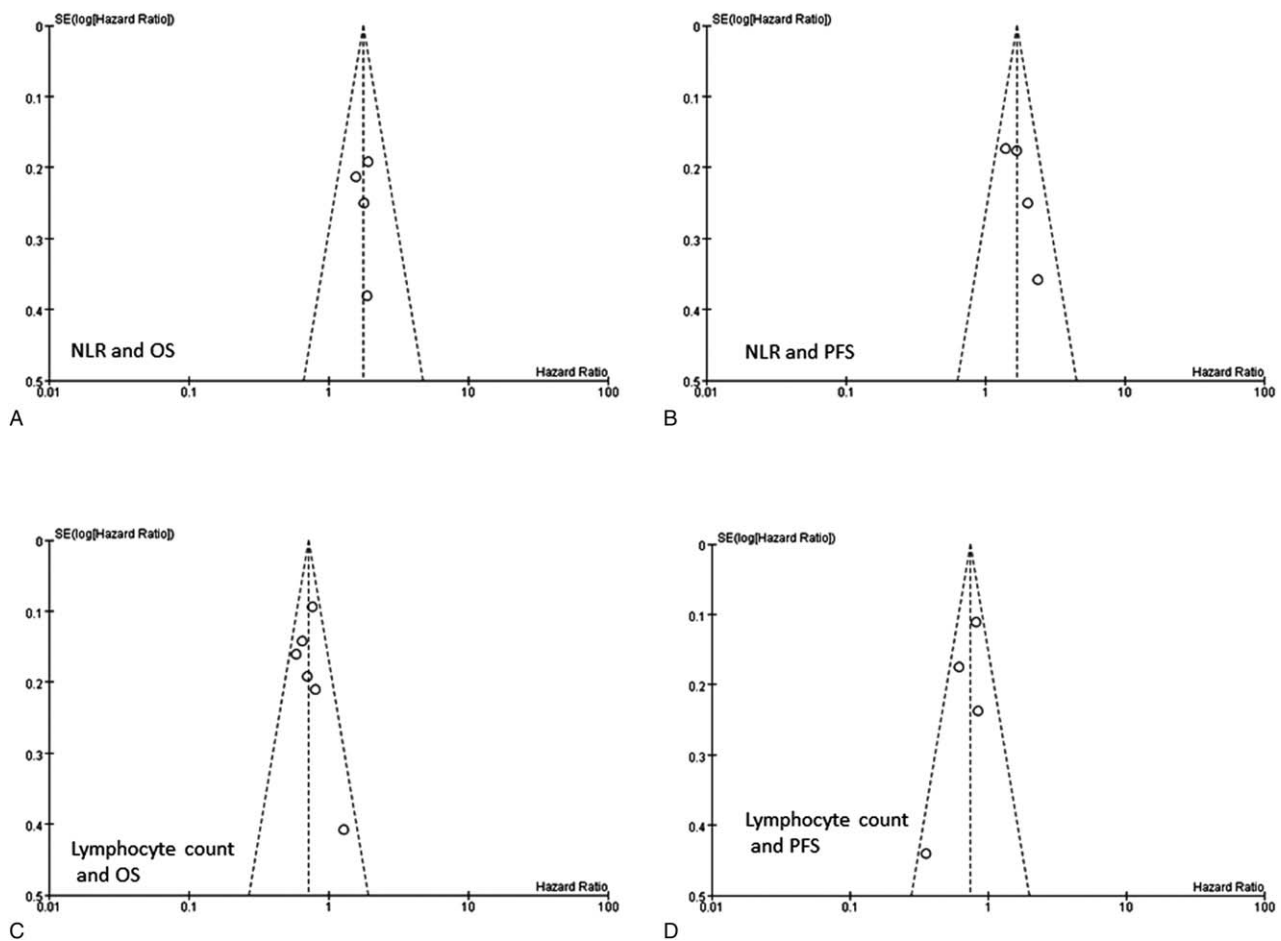 SE(log[Hazard Ratio])
0
0.1
0.2
0.3
0.4
0.5
NLR and OS
Hazard Ratio
0.01 0.1 1 10 100
A
SE(log[Hazard Ratio])
0
0.1
0.2
0.3
0.4
0.5
NLR and PFS
Hazard Ratio
0.01 0.1 1 10 100
B
SE(log[Hazard Ratio])
0
0.1
0.2
0.3
0.4
0.5
Lymphocyte count
and OS
Hazard Ratio
0.01 0.1 1 10 100
C
SE(log[Hazard Ratio])
0
0.1
0.2
0.3
0.4
0.5
Lymphocyte count
and PFS
Hazard Ratio
0.01 0.1 1 10 100
D